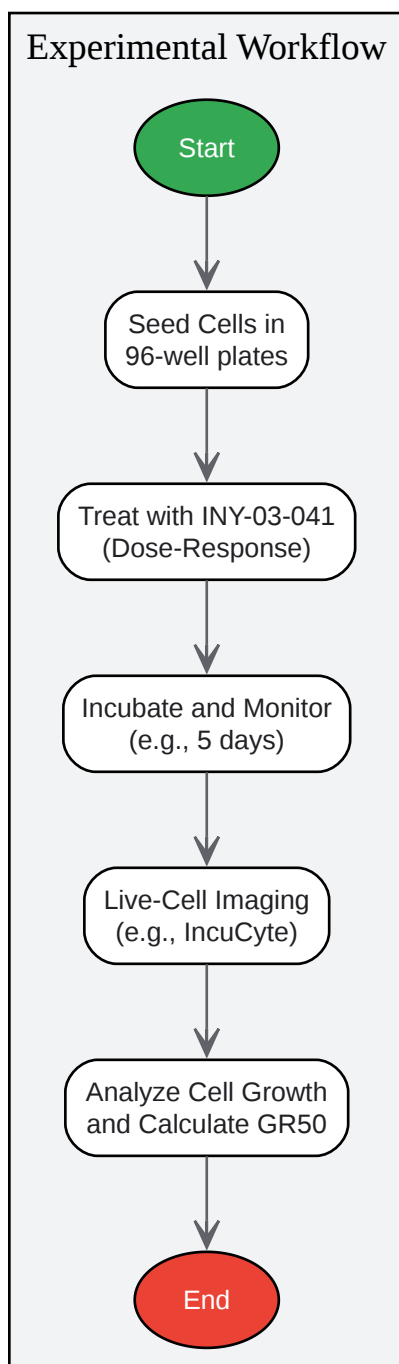 Experimental Workflow
Start
Seed Cells in
96-well plates
Treat with INY-03-041
(Dose-Response)
Incubate and Monitor
(e.g., 5 days)
Live-Cell Imaging
(e.g., IncuCyte)
Analyze Cell Growth
and Calculate GR50
End